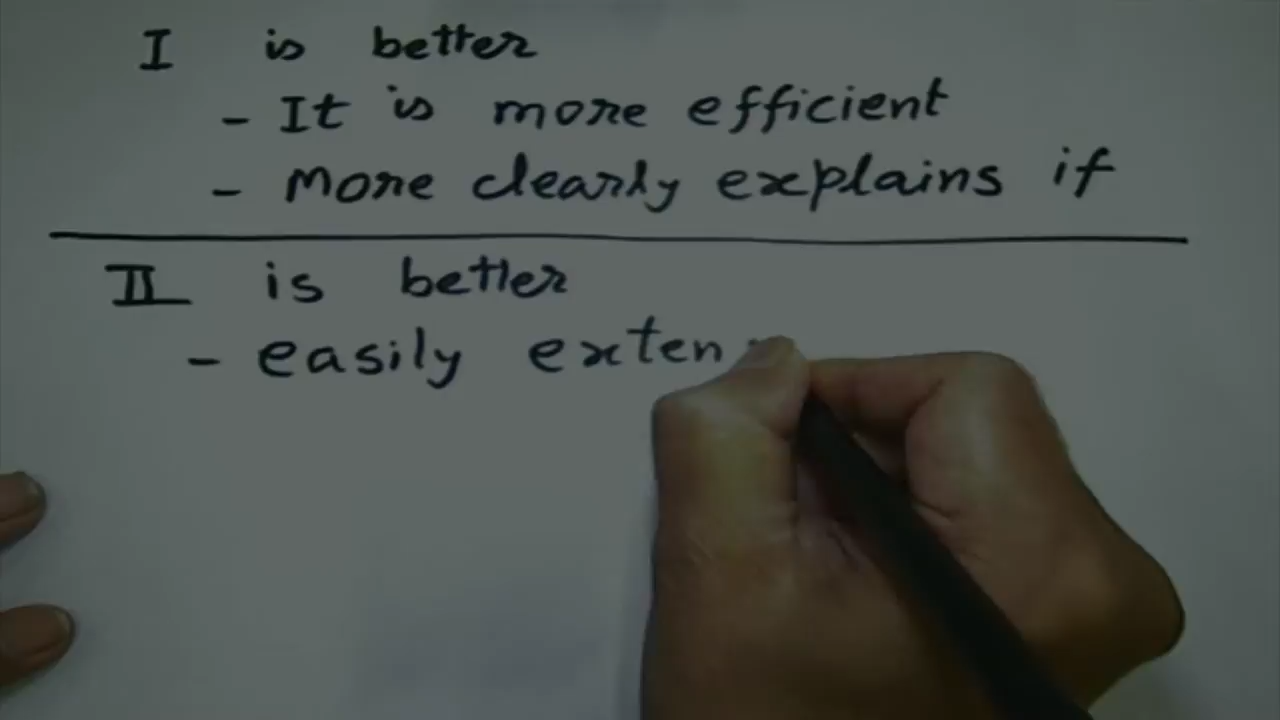 I is better
- It is more efficient
- More clearly explains if
II is better
- easily exten